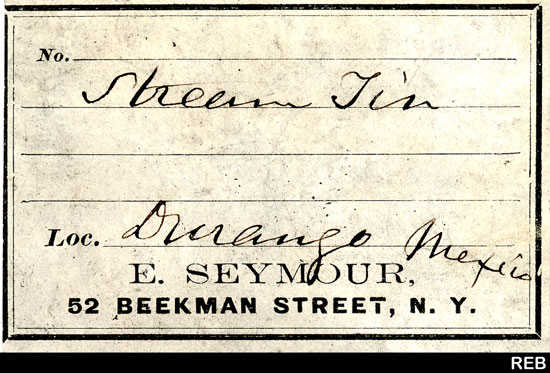 No.
Stream Tin
Loc. Durango Mexico
E. SEYMOUR,
52 BEEKMAN STREET, N. Y.
REB